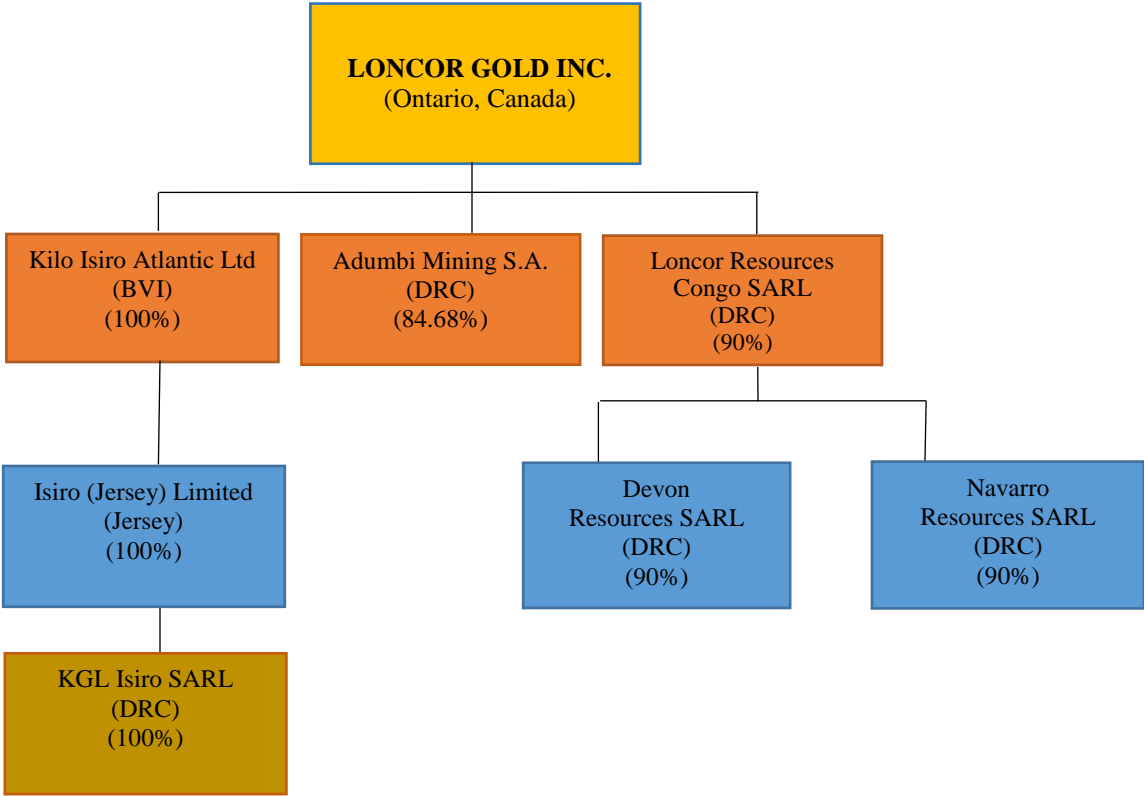 LONCOR GOLD INC.
(Ontario, Canada)
Kilo Isiro Atlantic Ltd
(BVI)
(100%)
Adumbi Mining S.A.
(DRC)
(84.68%)
Loncor Resources
Congo SARL
(DRC)
(90%)
Isiro (Jersey) Limited
(Jersey)
(100%)
Devon
Resources SARL
(DRC)
(90%)
Navarro
Resources SARL
(DRC)
(90%)
KGL Isiro SARL
(DRC)
(100%)